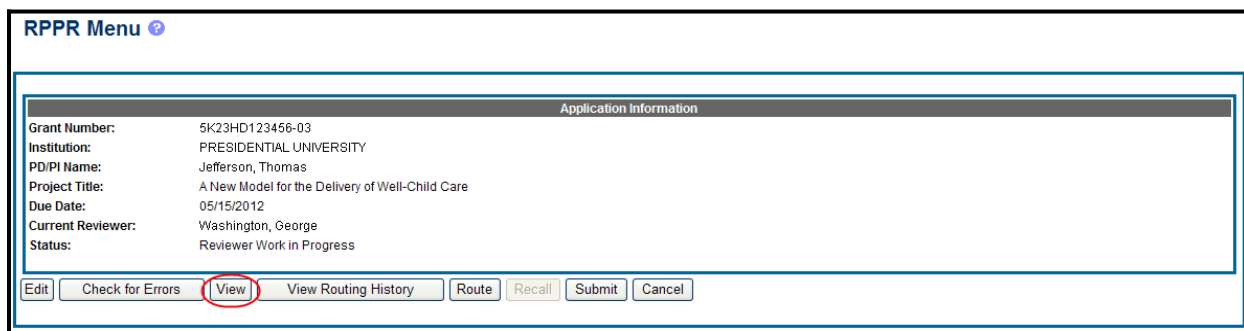 RPPR Menu ?
Application Information
Grant Number: 5K23HD123456-03
Institution: PRESIDENTIAL UNIVERSITY
PD/PI Name: Jefferson, Thomas
Project Title: A New Model for the Delivery of Well-Child Care
Due Date: 05/15/2012
Current Reviewer: Washington, George
Status: Reviewer Work in Progress
Edit Check for Errors View View Routing History Route Recall Submit Cancel